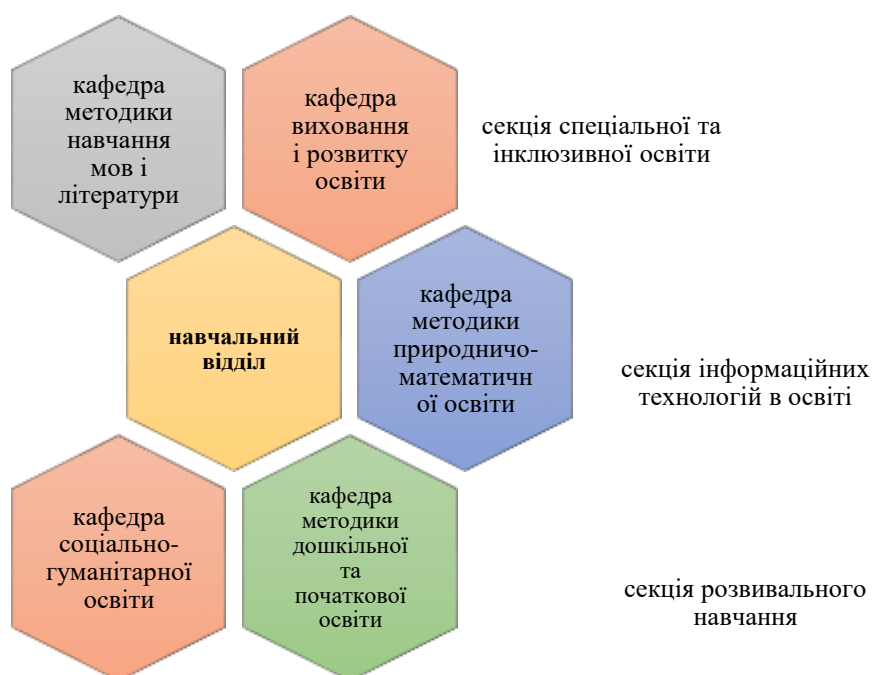 кафедра
методики
навчання
мов і
літератури
кафедра
виховання
і розвитку
освіти
секція спеціальної та
інклюзивної освіти
навчальний
відділ
кафедра
методики
природничо-
математичн
ої освіти
секція інформаційних
технологій в освіті
кафедра
соціально-
гуманітарної
освіти
кафедра
методики
дошкільної
та
початкової
освіти
секція розвивального
навчання